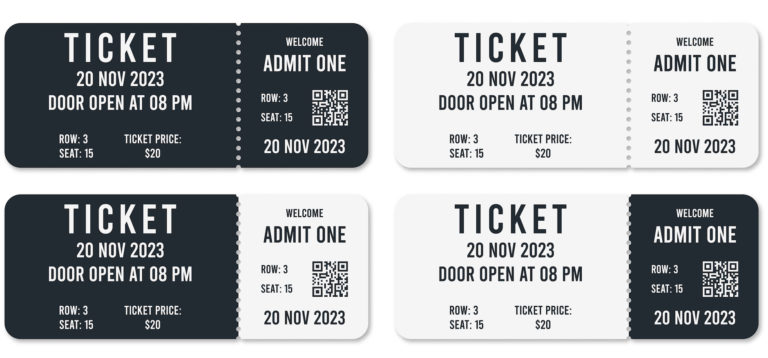 TICKET
20 NOV 2023
DOOR OPEN AT 08 PM
ROW: 3
SEAT: 15
TICKET PRICE:
$20
WELCOME
ADMIT ONE
ROW: 3
SEAT: 15
20 NOV 2023
TICKET
20 NOV 2023
DOOR OPEN AT 08 PM
ROW: 3
SEAT: 15
TICKET PRICE:
$20
WELCOME
ADMIT ONE
ROW: 3
SEAT: 15
20 NOV 2023
TICKET
20 NOV 2023
DOOR OPEN AT 08 PM
ROW: 3
SEAT: 15
TICKET PRICE:
$20
WELCOME
ADMIT ONE
ROW: 3
SEAT: 15
20 NOV 2023
TICKET
20 NOV 2023
DOOR OPEN AT 08 PM
ROW: 3
SEAT: 15
TICKET PRICE:
$20
WELCOME
ADMIT ONE
ROW: 3
SEAT: 15
20 NOV 2023